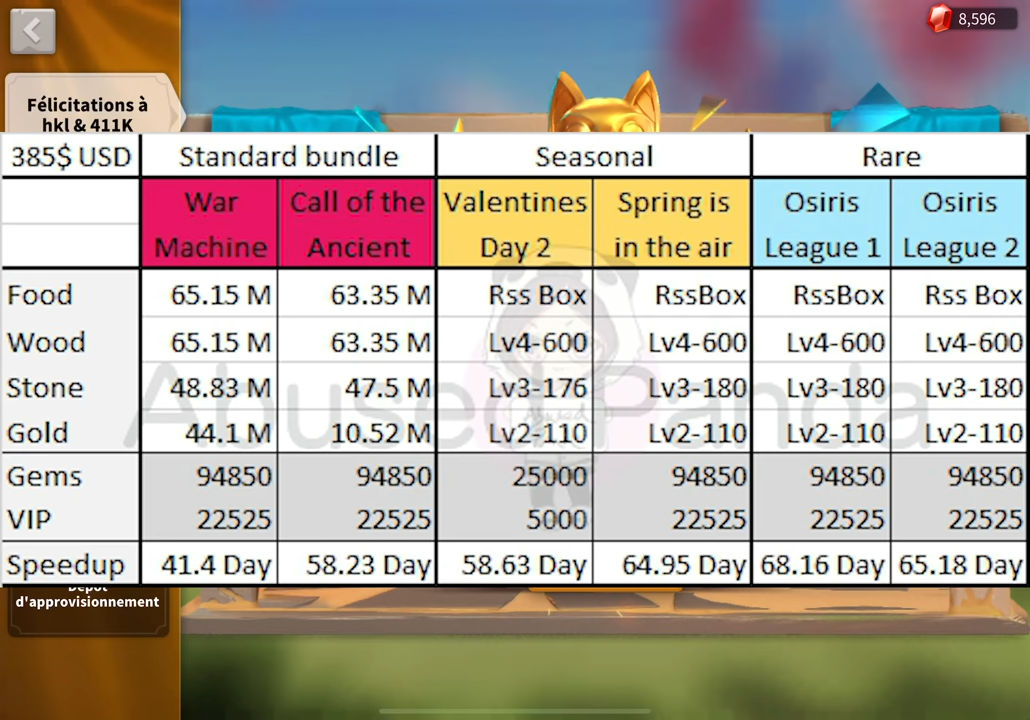 8,596
Félicitations à
hkl & 411K
385$ USD Standard bundle Seasonal Rare
War Call of the Valentines Spring is Osiris Osiris
Machine Ancient Day 2 in the air League 1 League 2
Food 65.15 M 63.35 M Rss Box RssBox RssBox Rss Box
Wood 65.15 M 63.35 M Lv4-600 Lv4-600 Lv4-600 Lv4-600
Stone 48.83 M 47.5 M Lv3-176 Lv3-180 Lv3-180 Lv3-180
Abused Panda
Gold 44.1 M 10.52 M Lv2-110 Lv2-110 Lv2-110 Lv2-110
Gems 94850 94850 25000 94850 94850 94850
VIP 22525 22525 5000 22525 22525 22525
Speedup 41.4 Day 58.23 Day 58.63 Day 64.95 Day 68.16 Day 65.18 Day
Dépôt
d'approvisionnement